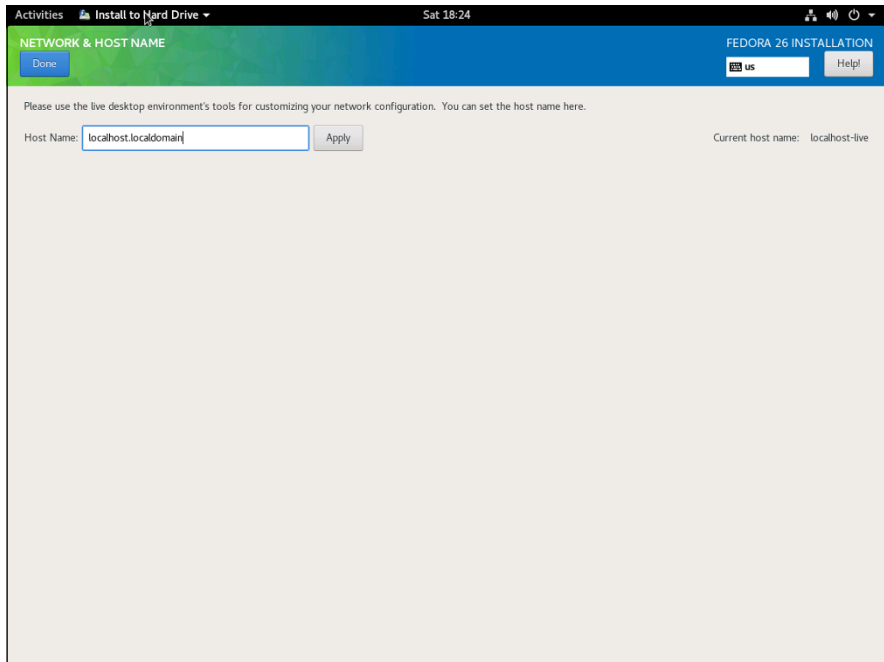 Activities Install to Hard Drive Sat 18:24
NETWORK & HOST NAME FEDORA 26 INSTALLATION
Done us Help!
Please use the live desktop environment's tools for customizing your network configuration. You can set the host name here.
Host Name: localhost.localdomain Apply Current host name: localhost-live